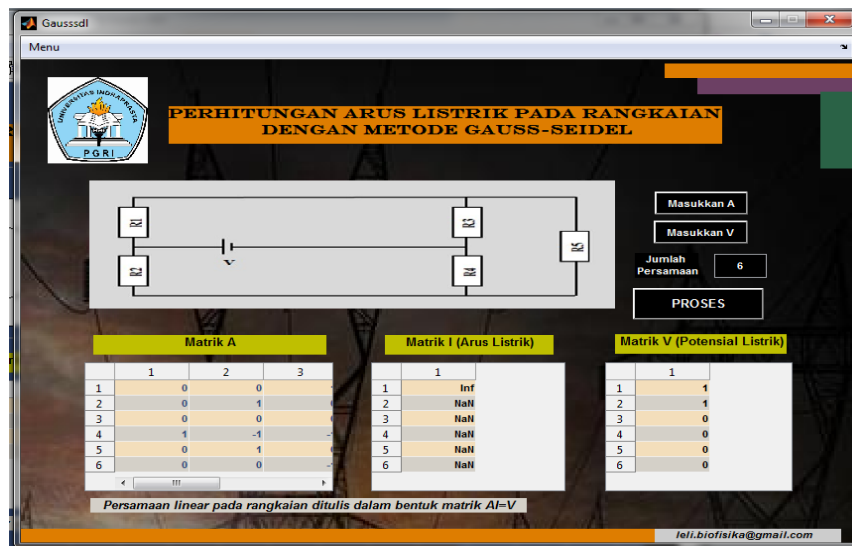 Gausssdl
Menu
UNIVERSITAS INDRAPRASTA
PGRI
PERHITUNGAN ARUS LISTRIK PADA RANGKAIAN
DENGAN METODE GAUSS-SEIDEL
R1
R2
V
R3
R4
R5
Masukkan A
Masukkan V
Jumlah
Persamaan
6
PROSES
Matrik A
1 2 3
1 0 0
2 0 1
3 0 0
4 1 -1
5 0 1
6 0 0
Matrik I (Arus Listrik)
1
1 Inf
2 NaN
3 NaN
4 NaN
5 NaN
6 NaN
Matrik V (Potensial Listrik)
1
1 1
2 1
3 0
4 0
5 0
6 0
Persamaan linear pada rangkaian ditulis dalam bentuk matrik AI=V
leli.biofisika@gmail.com